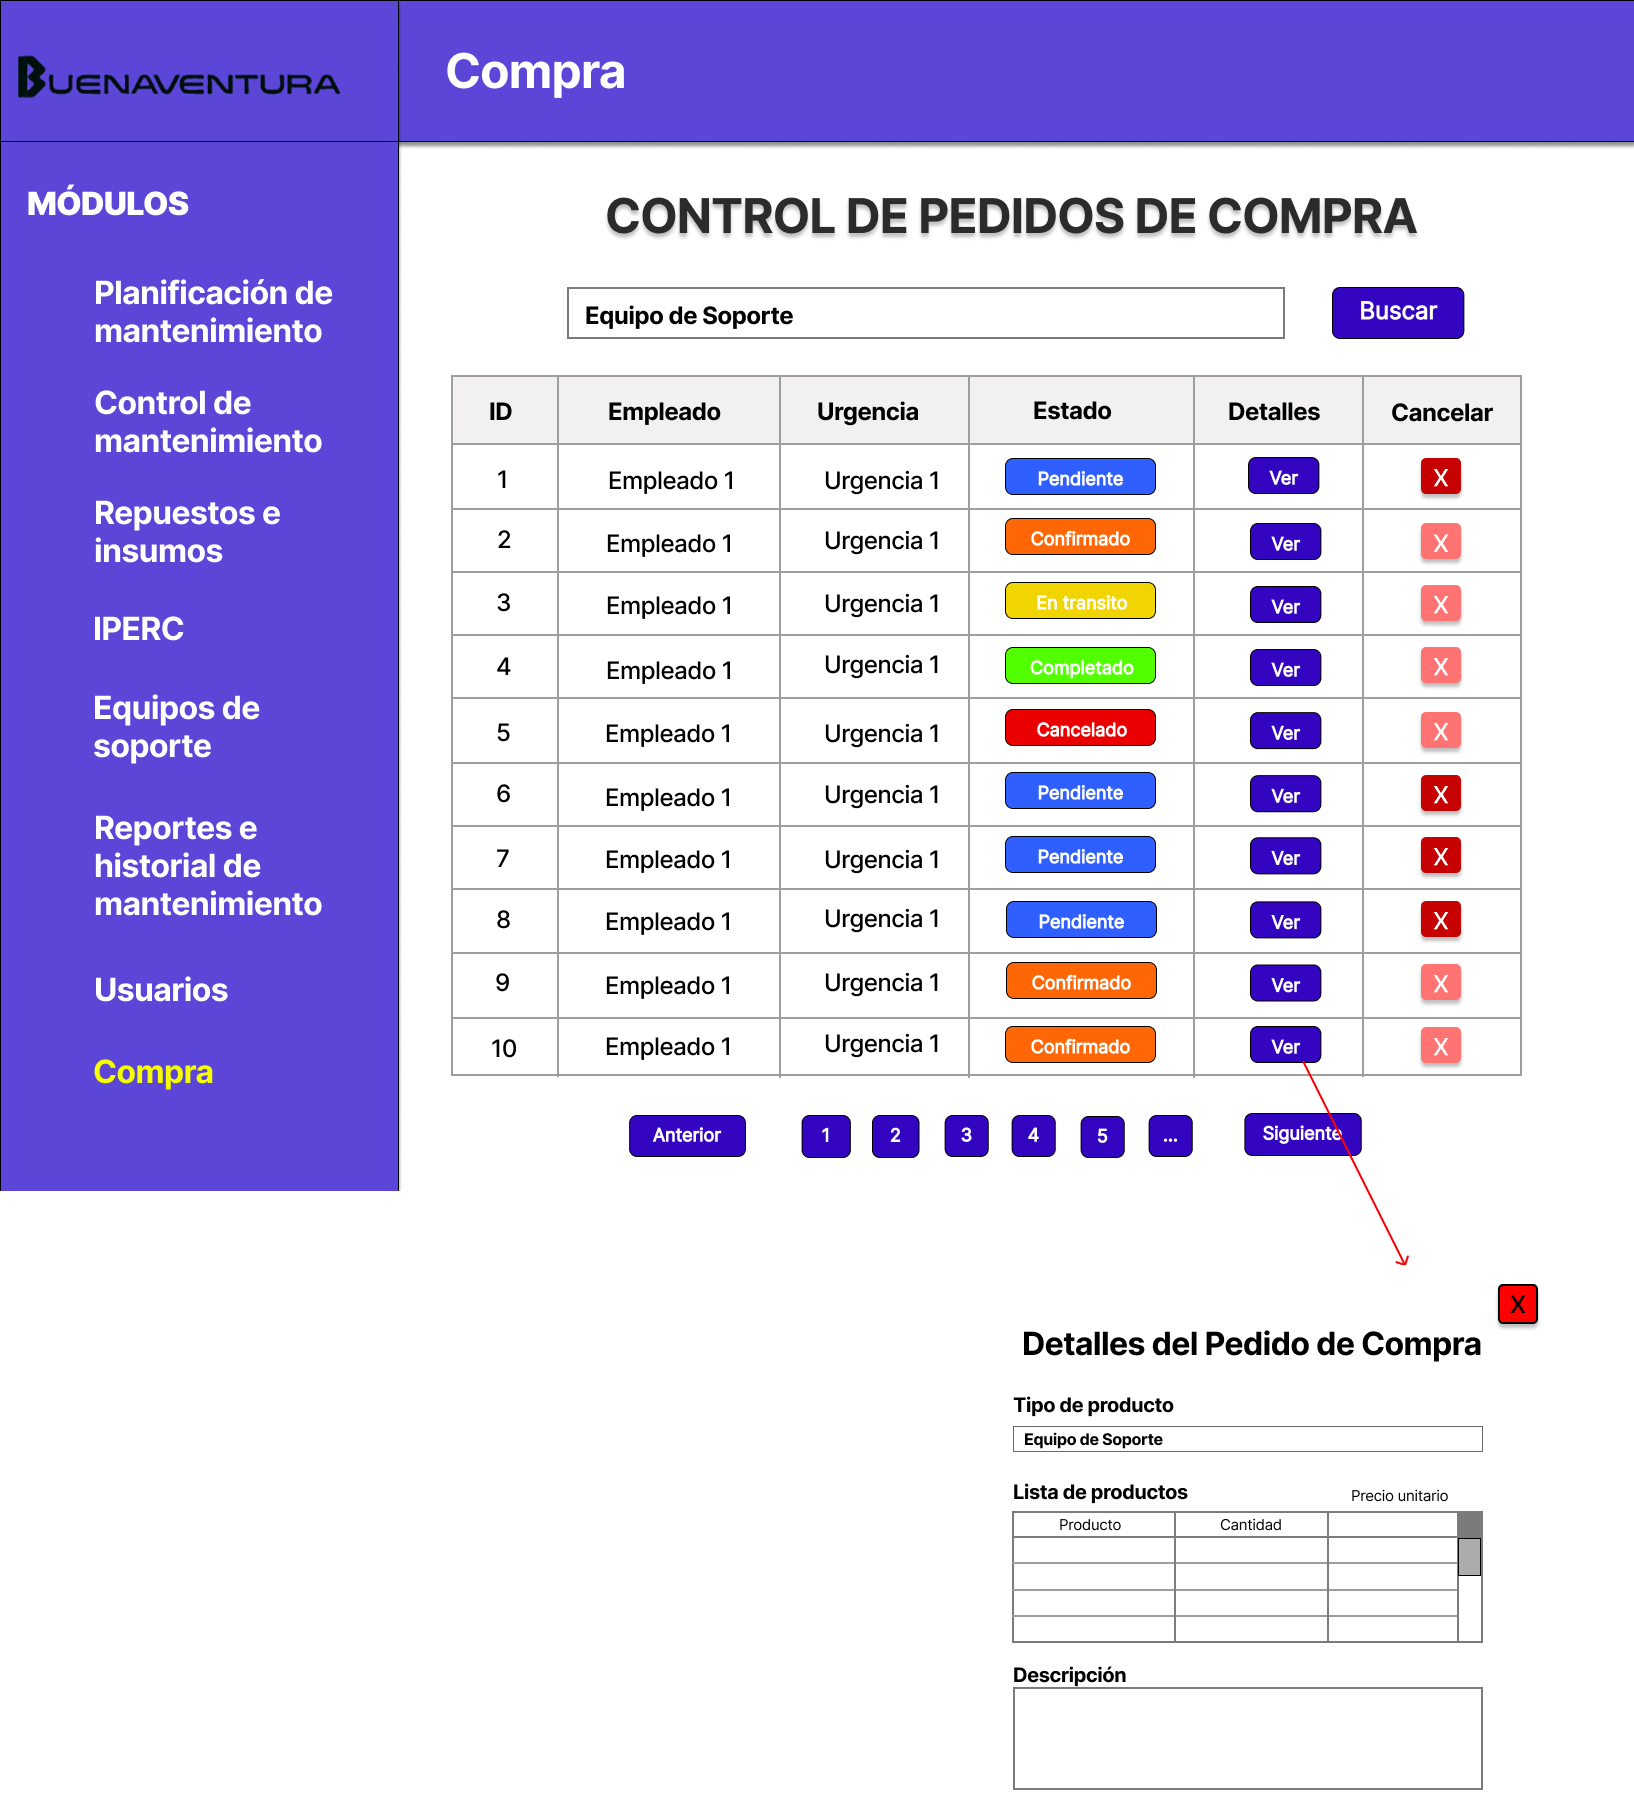 BUENAVENTURA
Compra
MÓDULOS
Planificación de
mantenimiento
Control de
mantenimiento
Repuestos e
insumos
IPERC
Equipos de
soporte
Reportes e
historial de
mantenimiento
Usuarios
Compra
CONTROL DE PEDIDOS DE COMPRA
Equipo de Soporte Buscar
ID Empleado Urgencia Estado Detalles Cancelar
1 Empleado 1 Urgencia 1 Pendiente Ver X
2 Empleado 1 Urgencia 1 Confirmado Ver X
3 Empleado 1 Urgencia 1 En transito Ver X
4 Empleado 1 Urgencia 1 Completado Ver X
5 Empleado 1 Urgencia 1 Cancelado Ver X
6 Empleado 1 Urgencia 1 Pendiente Ver X
7 Empleado 1 Urgencia 1 Pendiente Ver X
8 Empleado 1 Urgencia 1 Pendiente Ver X
9 Empleado 1 Urgencia 1 Confirmado Ver X
10 Empleado 1 Urgencia 1 Confirmado Ver X
Anterior 1 2 3 4 5 ... Siguiente
X
Detalles del Pedido de Compra
Tipo de producto
Equipo de Soporte
Lista de productos Precio unitario
Producto Cantidad
Descripción